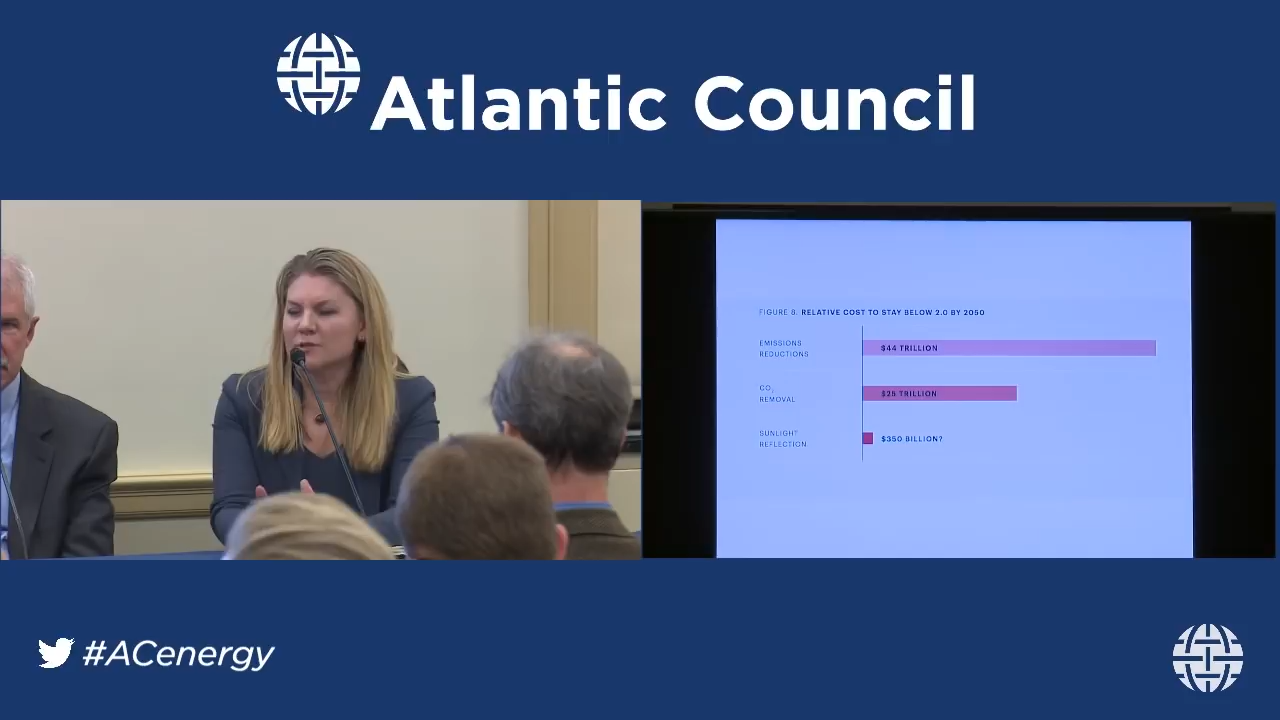 Atlantic Council
FIGURE 8. RELATIVE COST TO STAY BELOW 2.0 BY 2050
EMISSIONS
REDUCTIONS
$44 TRILLION
CO₂
REMOVAL
$25 TRILLION
SUNLIGHT
REFLECTION
$350 BILLION?
#ACenergy